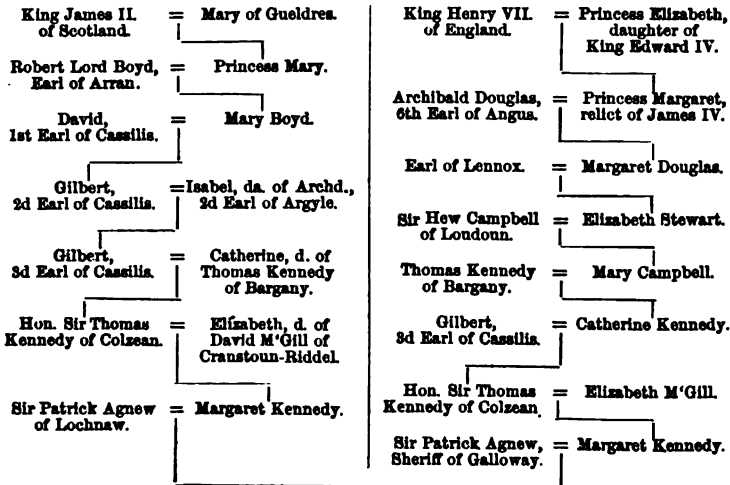 King James II. = Mary of Gueldres.
of Scotland.
Robert Lord Boyd, = Princess Mary.
Earl of Arran.
David, = Mary Boyd.
1st Earl of Cassilis.
Gilbert, = Isabel, da. of Archd.,
2d Earl of Cassilis. 2d Earl of Argyle.
Gilbert, = Catherine, d. of
3d Earl of Cassilis. Thomas Kennedy
of Bargany.
Hon. Sir Thomas = Elizabeth, d. of
Kennedy of Colzean. David M‘Gill of
Cranstoun-Riddel.
Sir Patrick Agnew = Margaret Kennedy.
of Lochnaw.
King Henry VII. = Princess Elizabeth,
of England. daughter of
King Edward IV.
Archibald Douglas, = Princess Margaret,
6th Earl of Angus. relict of James IV.
Earl of Lennox. = Margaret Douglas.
Sir Hew Campbell = Elizabeth Stewart.
of Loudoun.
Thomas Kennedy = Mary Campbell.
of Bargany.
Gilbert, = Catherine Kennedy.
3d Earl of Cassilis.
Hon. Sir Thomas = Elizabeth M‘Gill.
Kennedy of Colzean.
Sir Patrick Agnew, = Margaret Kennedy.
Sheriff of Galloway.